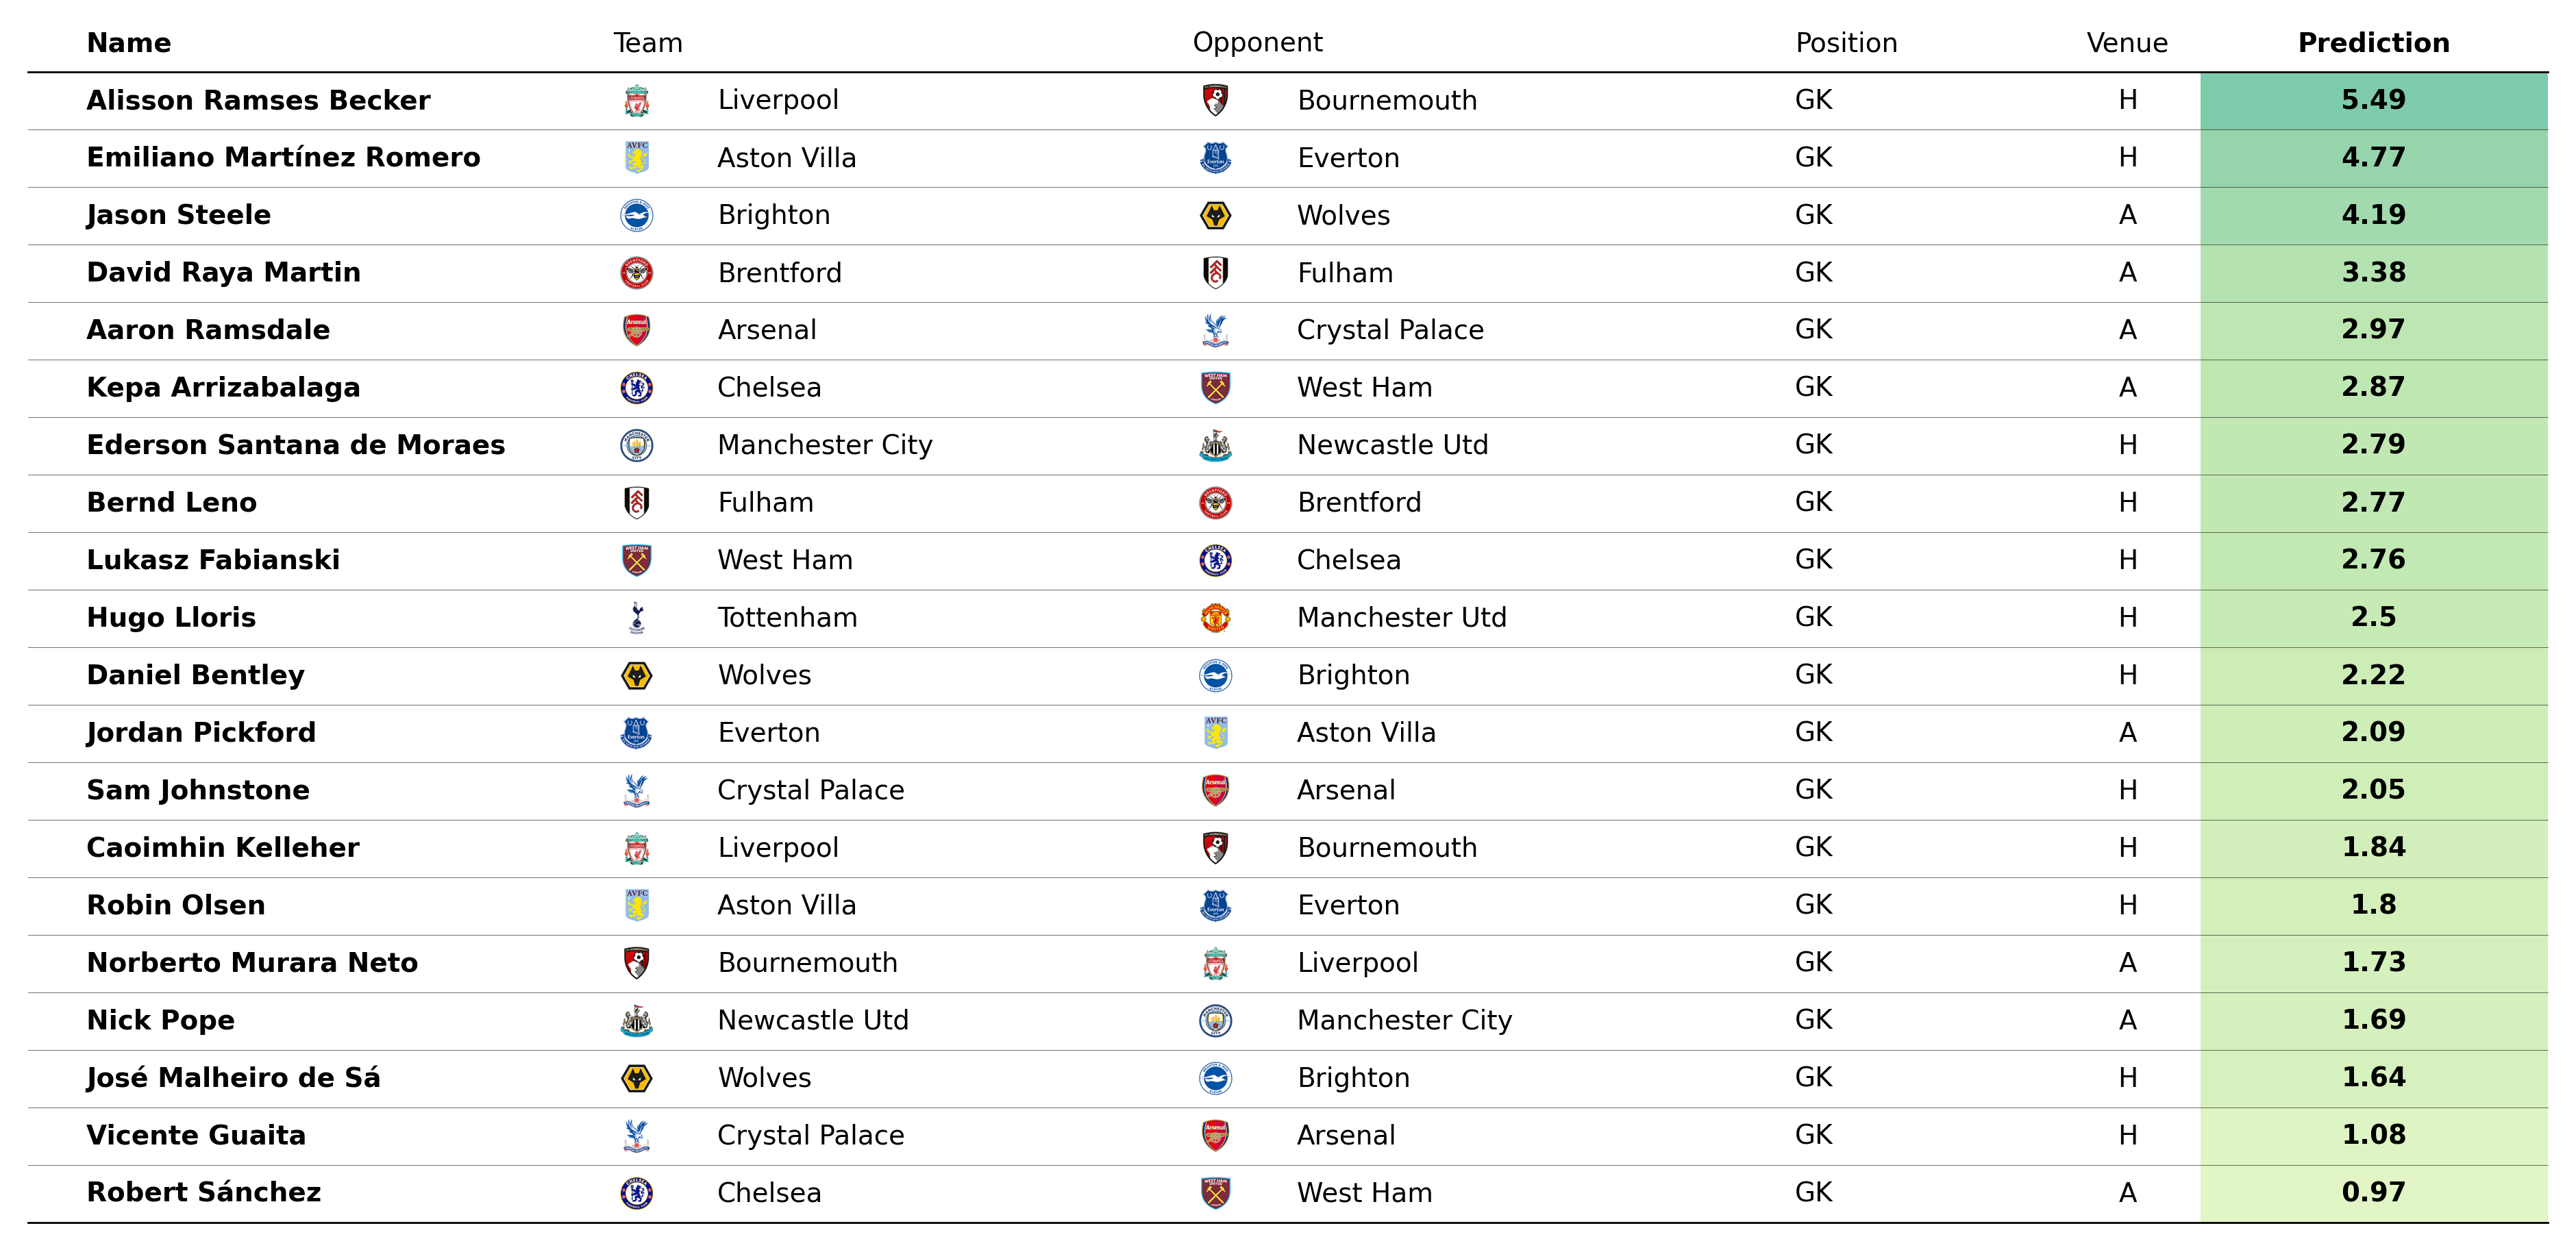 Name Team Opponent Position Venue Prediction
Alisson Ramses Becker Liverpool Bournemouth GK H 5.49
Emiliano Martínez Romero Aston Villa Everton GK H 4.77
Jason Steele Brighton Wolves GK A 4.19
David Raya Martin Brentford Fulham GK A 3.38
Aaron Ramsdale Arsenal Crystal Palace GK A 2.97
Kepa Arrizabalaga Chelsea West Ham GK A 2.87
Ederson Santana de Moraes Manchester City Newcastle Utd GK H 2.79
Bernd Leno Fulham Brentford GK H 2.77
Lukasz Fabianski West Ham Chelsea GK H 2.76
Hugo Lloris Tottenham Manchester Utd GK H 2.5
Daniel Bentley Wolves Brighton GK H 2.22
Jordan Pickford Everton Aston Villa GK A 2.09
Sam Johnstone Crystal Palace Arsenal GK H 2.05
Caoimhin Kelleher Liverpool Bournemouth GK H 1.84
Robin Olsen Aston Villa Everton GK H 1.8
Norberto Murara Neto Bournemouth Liverpool GK A 1.73
Nick Pope Newcastle Utd Manchester City GK A 1.69
José Malheiro de Sá Wolves Brighton GK H 1.64
Vicente Guaita Crystal Palace Arsenal GK H 1.08
Robert Sánchez Chelsea West Ham GK A 0.97